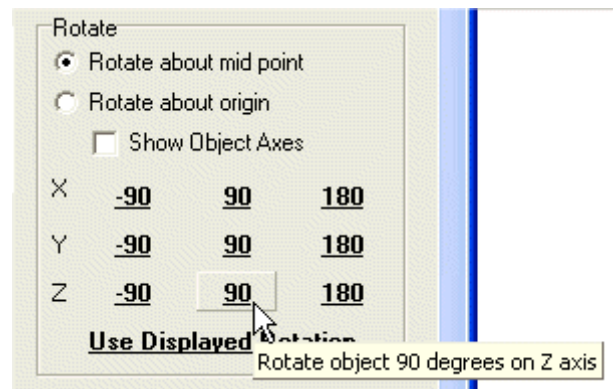 Rotate
Rotate about mid point
Rotate about origin
Show Object Axes
X -90 90 180
Y -90 90 180
Z -90 90 180
Use Displayed Rotation
Rotate object 90 degrees on Z axis